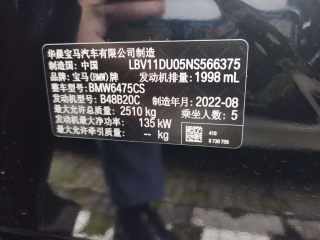 华晨宝马汽车有限公司制造
制造国：中国 LBV11DU05NS566375
品牌：宝马(BMW)牌 发动机排量：1998 mL
整车型号：BMW6475CS
发动机型号：B48B20C 制造年月：2022-08
最大允许总质量：2510 kg 乘坐人数：5
发动机最大净功率：135 kW
最大允许牵引质量：-- kg
416
8 736 756